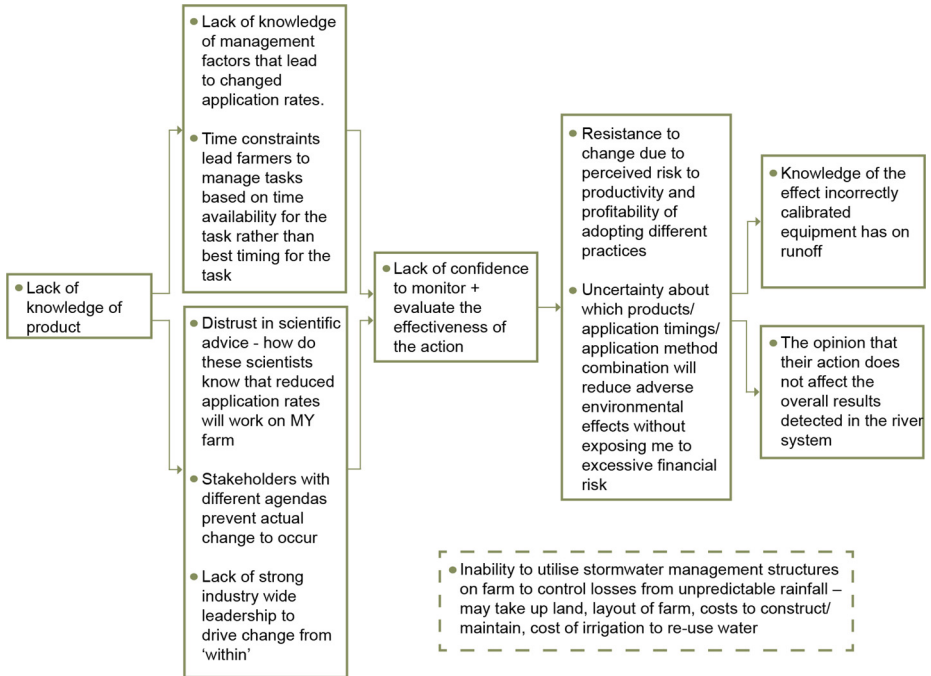 Lack of
knowledge of
product
Lack of knowledge
of management
factors that lead
to changed
application rates.
Time constraints
lead farmers to
manage tasks
based on time
availability for the
task rather than
best timing for the
task
Distrust in scientific
advice - how do
these scientists
know that reduced
application rates
will work on MY
farm
Stakeholders with
different agendas
prevent actual
change to occur
Lack of strong
industry wide
leadership to
drive change from
‘within’
Lack of confidence
to monitor +
evaluate the
effectiveness of
the action
Resistance to
change due to
perceived risk to
productivity and
profitability of
adopting different
practices
Uncertainty about
which products/
application timings/
application method
combination will
reduce adverse
environmental
effects without
exposing me to
excessive financial
risk
Knowledge of the
effect incorrectly
calibrated
equipment has on
runoff
The opinion that
their action does
not affect the
overall results
detected in the river
system
Inability to utilise stormwater management structures
on farm to control losses from unpredictable rainfall –
may take up land, layout of farm, costs to construct/
maintain, cost of irrigation to re-use water